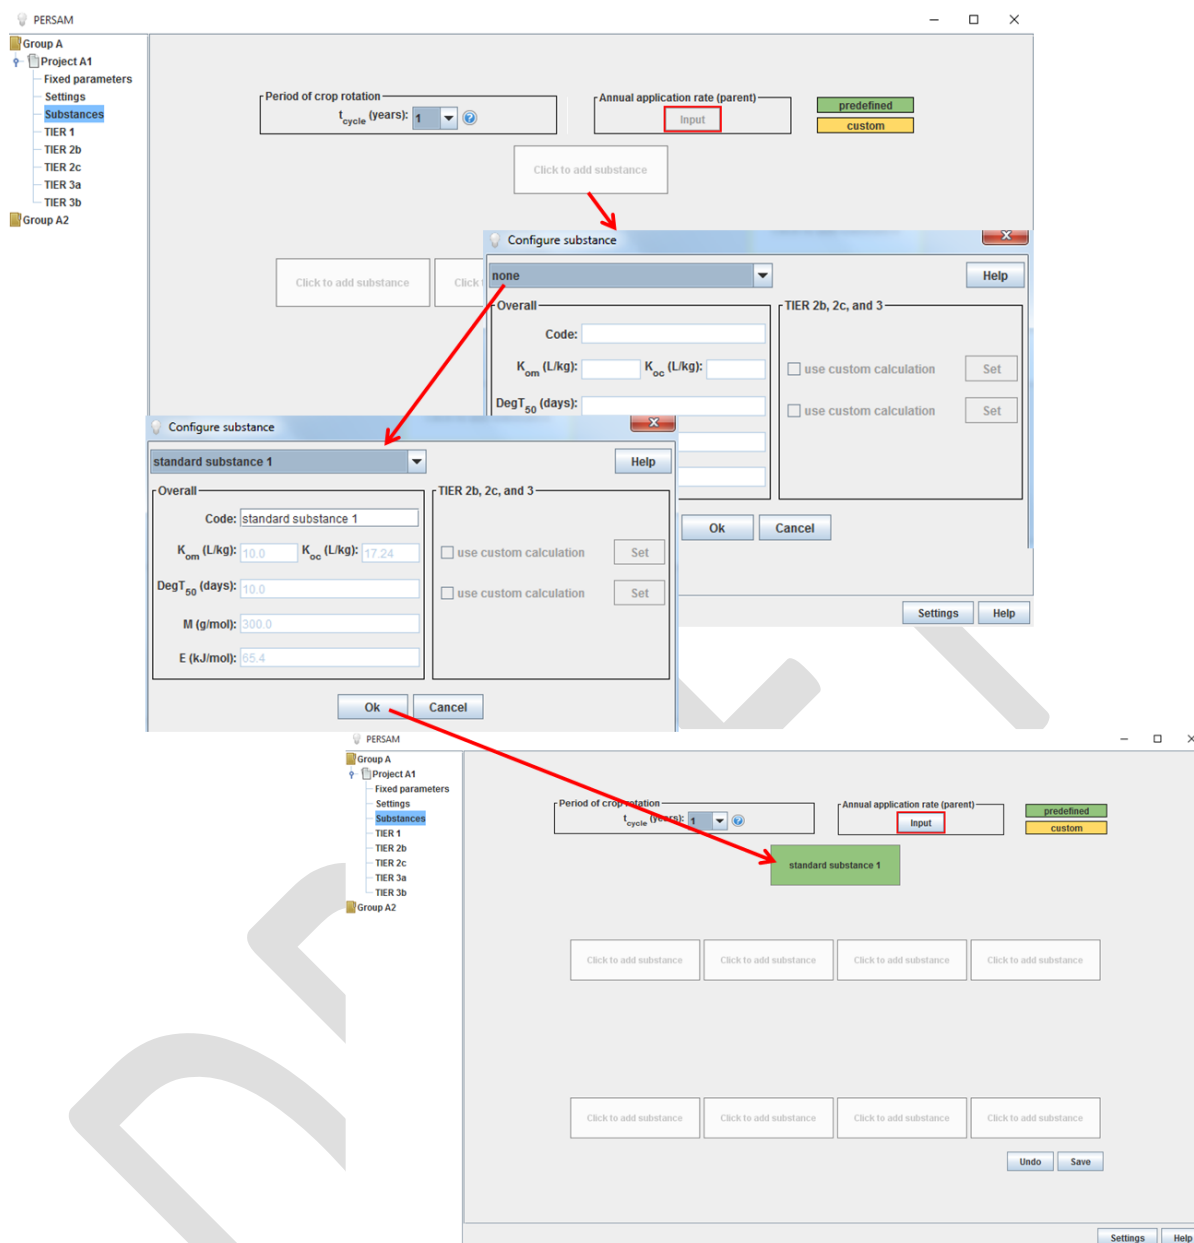 PERSAM
Group A
Project A1
Fixed parameters
Settings
Substances
TIER 1
TIER 2b
TIER 2c
TIER 3a
TIER 3b
Group A2
Period of crop rotation
tcycle (years): 1
Annual application rate (parent)
Input
predefined
custom
Click to add substance
Click to add substance
Click
Configure substance
none
Help
Overall
Code:
Kom (L/kg): Koc (L/kg):
DegT50 (days):
TIER 2b, 2c, and 3
use custom calculation Set
use custom calculation Set
Ok Cancel
Settings Help
Configure substance
standard substance 1
Help
Overall
Code: standard substance 1
Kom (L/kg): 10.0 Koc (L/kg): 17.24
DegT50 (days): 10.0
M (g/mol): 300.0
E (kJ/mol): 65.4
TIER 2b, 2c, and 3
use custom calculation Set
use custom calculation Set
Ok Cancel
PERSAM
Group A
Project A1
Fixed parameters
Settings
Substances
TIER 1
TIER 2b
TIER 2c
TIER 3a
TIER 3b
Group A2
Period of crop rotation
tcycle (years): 1
Annual application rate (parent)
Input
predefined
custom
standard substance 1
Click to add substance Click to add substance Click to add substance Click to add substance
Click to add substance Click to add substance Click to add substance Click to add substance
Undo Save
Settings Help